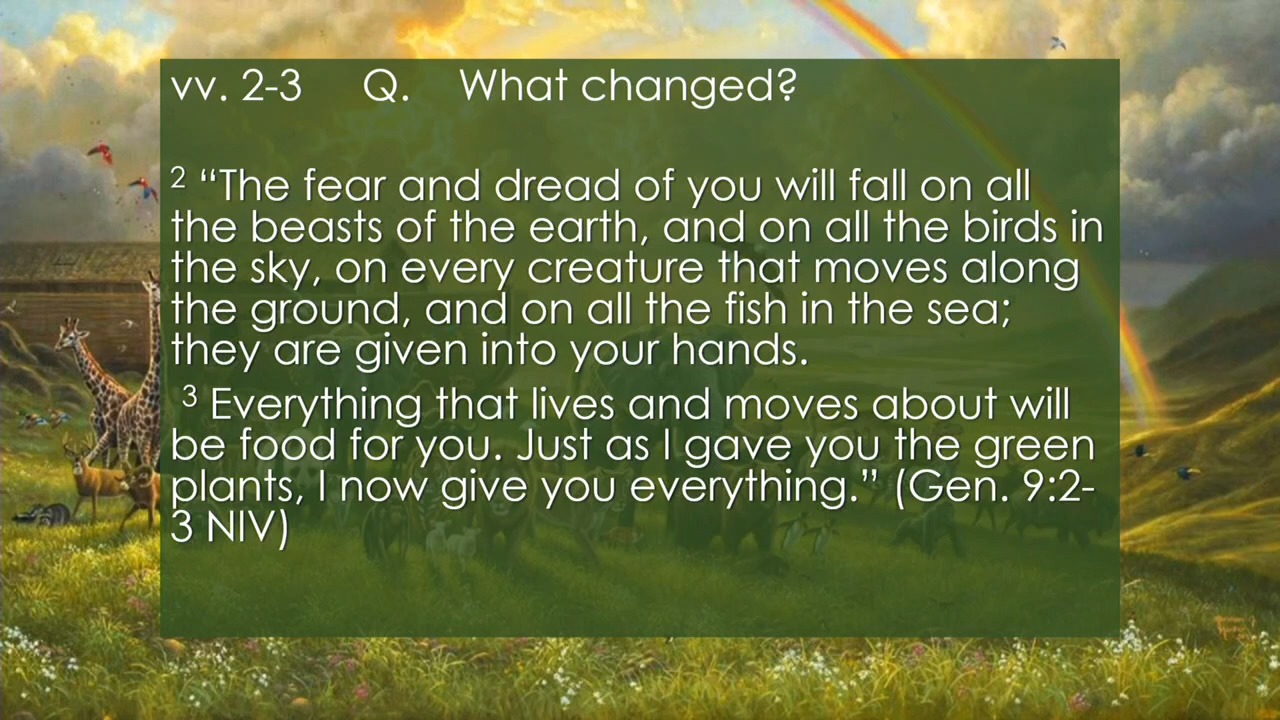 vv. 2-3 Q. What changed?
2 “The fear and dread of you will fall on all
the beasts of the earth, and on all the birds in
the sky, on every creature that moves along
the ground, and on all the fish in the sea;
they are given into your hands.
3 Everything that lives and moves about will
be food for you. Just as I gave you the green
plants, I now give you everything.” (Gen. 9:2-
3 NIV)